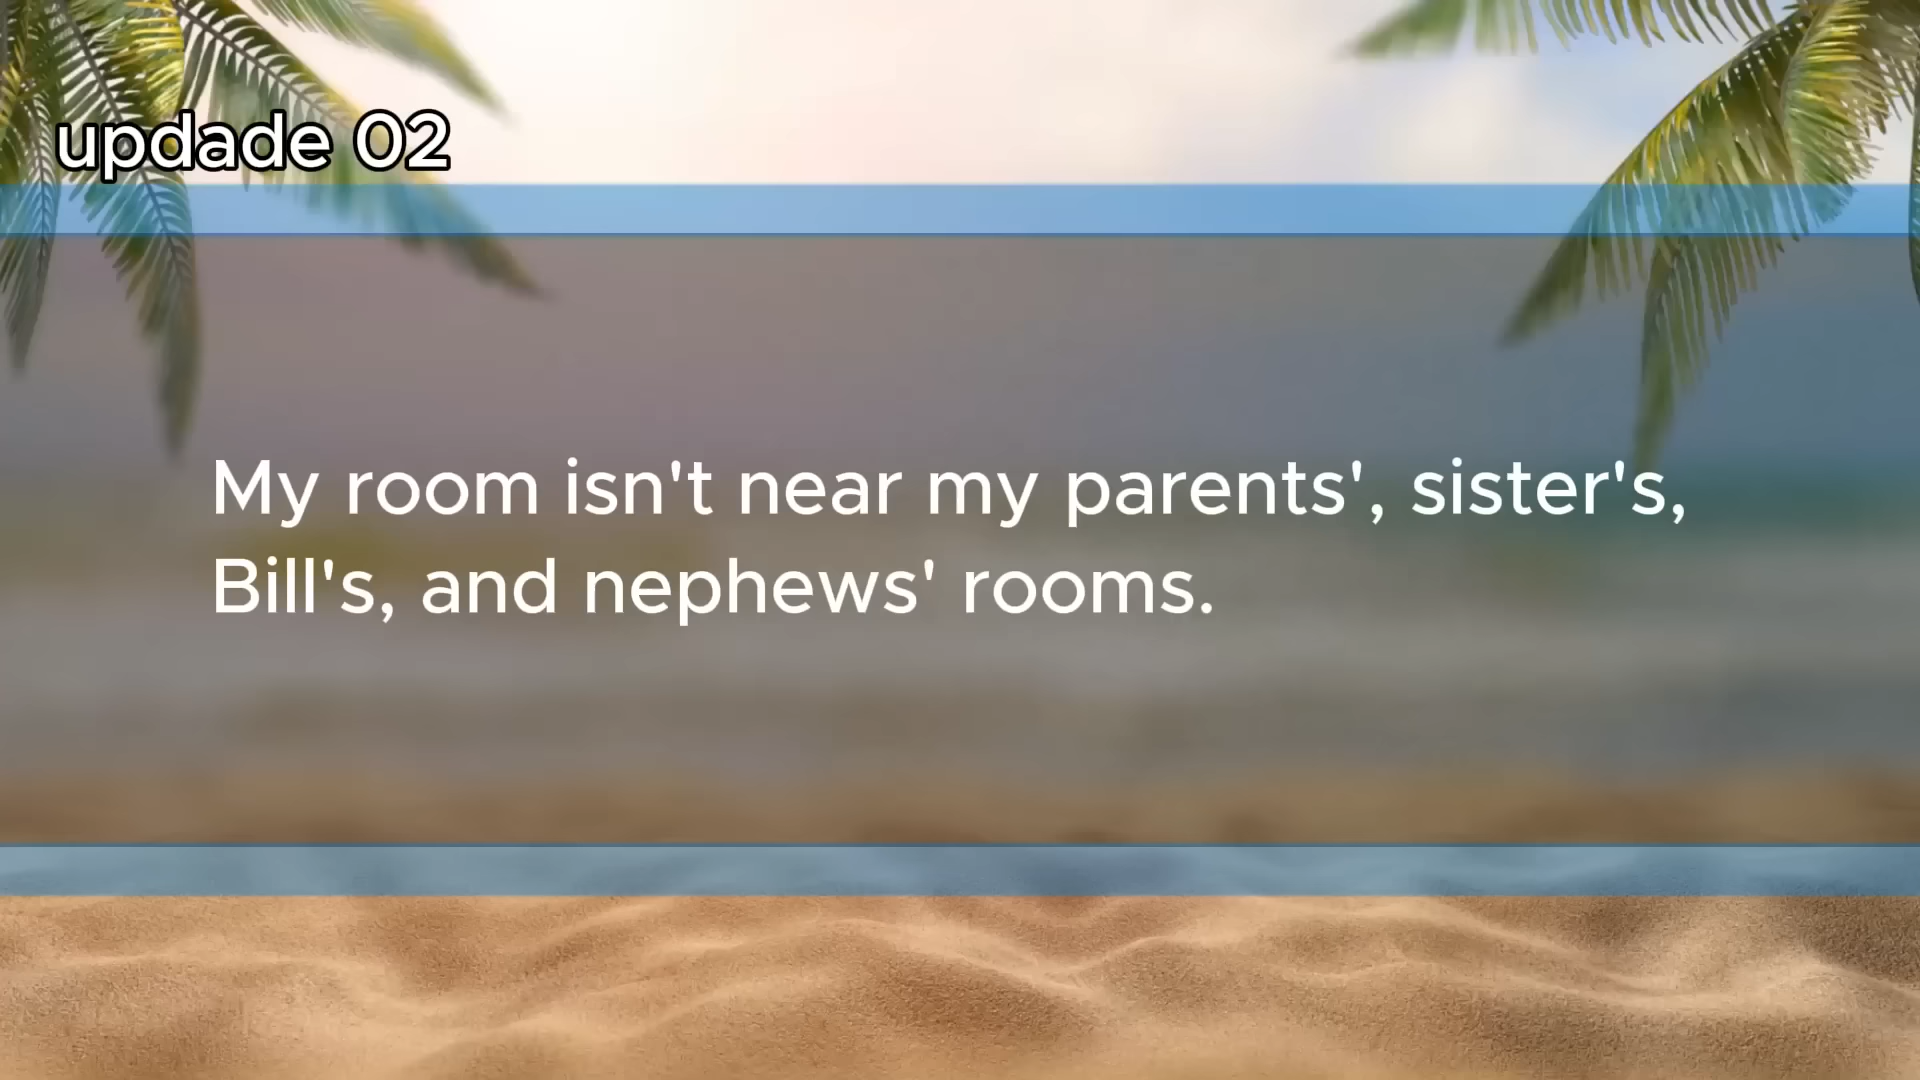 updade 02
My room isn't near my parents', sister's,
Bill's, and nephews' rooms.